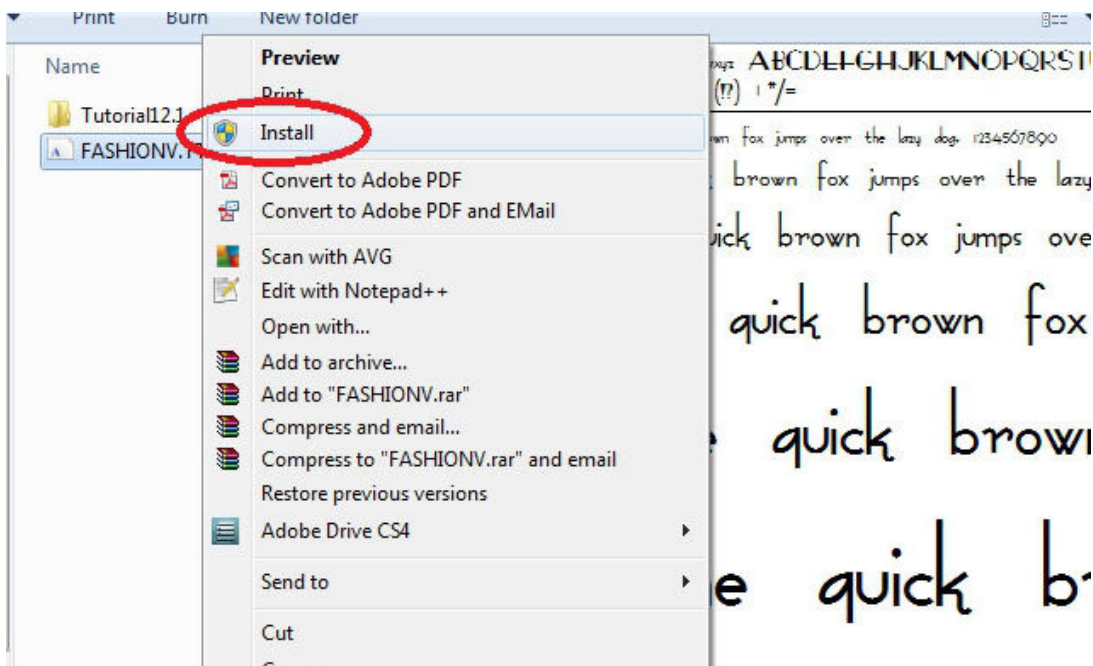 Print Burn New folder
Name
Tutorial12.1
FASHIONV.
Preview
Print
Install
Convert to Adobe PDF
Convert to Adobe PDF and EMail
Scan with AVG
Edit with Notepad++
Open with...
Add to archive...
Add to "FASHIONV.rar"
Compress and email...
Compress to "FASHIONV.rar" and email
Restore previous versions
Adobe Drive CS4
Send to
Cut
xyz ABCDEFGHIJKLMNOPQRST
(!?) +*/=
wn fox jumps over the lazy dog. 1234567890
brown fox jumps over the lazy
ick brown fox jumps ove
quick brown fox
quick brow
e quick b